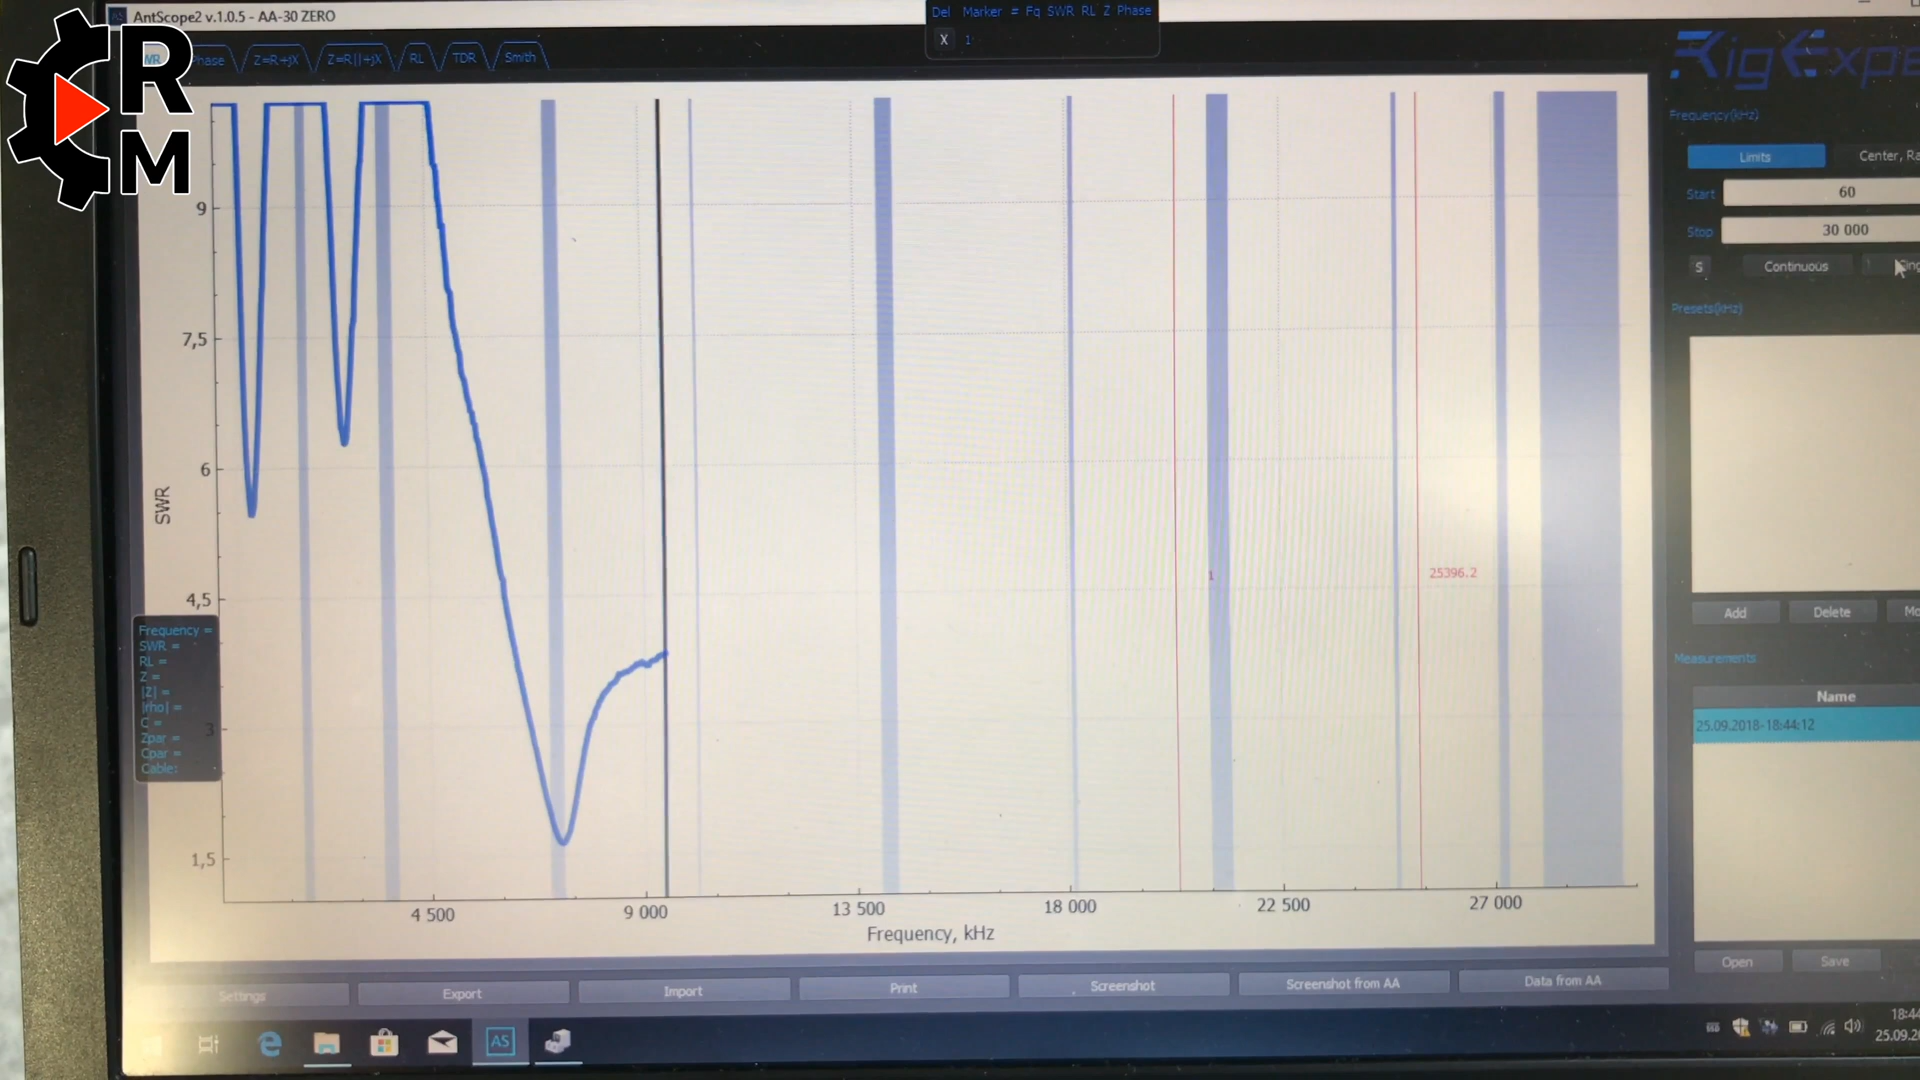 AntScope2 v.1.0.5 - AA-30 ZERO
Del Marker = Fq SWR RL Z Phase
X 1
R
M
Phase Z=R+jX Z=R||+jX RL TDR Smith
Frequency(kHz)
Limits Center,
Start 60
Stop 30 000
S Continuous
Presets(kHz)
Add Delete
Measurements
Name
25.09.2018-18:44:12
Open Save
9
7,5
6
4,5
3
1,5
SWR
Frequency =
SWR =
RL =
Z =
|Z| =
|rho| =
C =
Zpar =
Cpar =
Cable:
1
25396.2
4 500 9 000 13 500 18 000 22 500 27 000
Frequency, kHz
Settings Export Import Print Screenshot Screenshot from AA Data from AA
AS
18:44